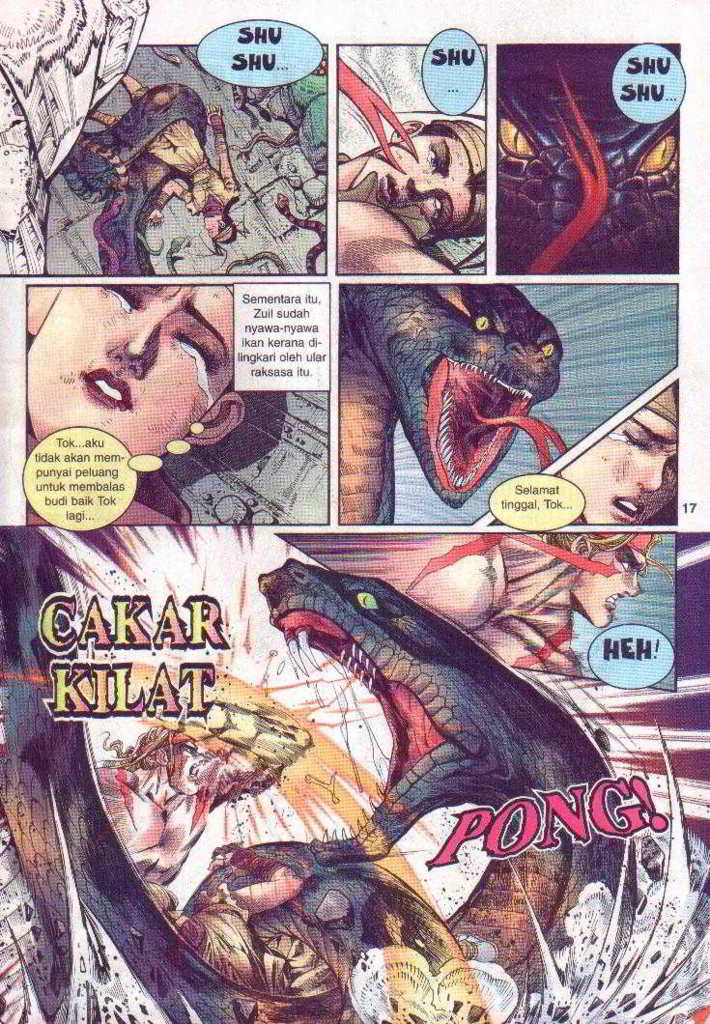 SHU
SHU...
SHU
...
SHU
SHU...
Sementara itu,
Zuil sudah
nyawa-nyawa
ikan kerana di-
lingkari oleh ular
raksasa itu.
Tok...aku
tidak akan mem-
punyai peluang
untuk membalas
budi baik Tok
lagi...
Selamat
tinggal, Tok...
17
HEH!
CAKAR
KILAT
PONG!